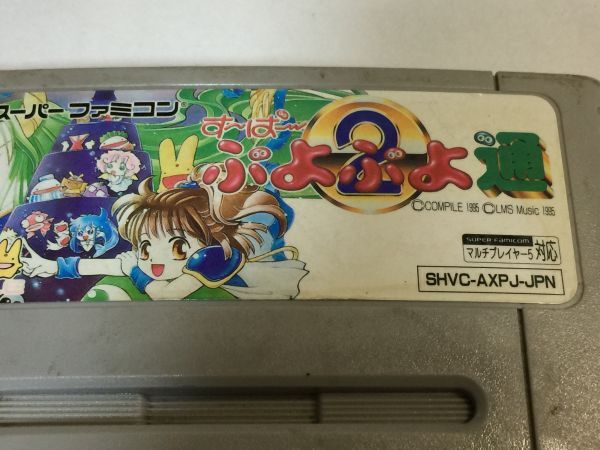 スーパーファミコン®
す〜ぱ〜
ぷよぷよ通
2
©COMPILE 1995 ©LMS Music 1995
SUPER FAMICOM
マルチプレイヤー5 対応
SHVC-AXPJ-JPN